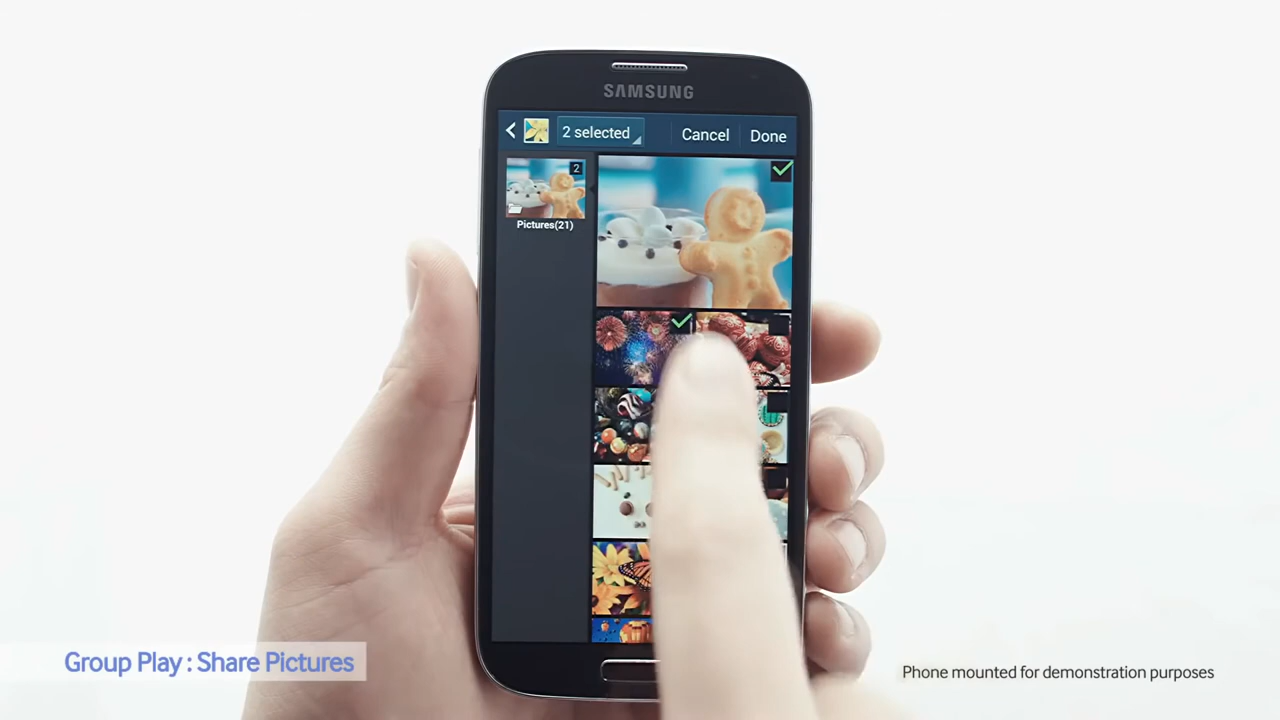 SAMSUNG
2 selected
Cancel
Done
2
Pictures(21)
Group Play : Share Pictures
Phone mounted for demonstration purposes